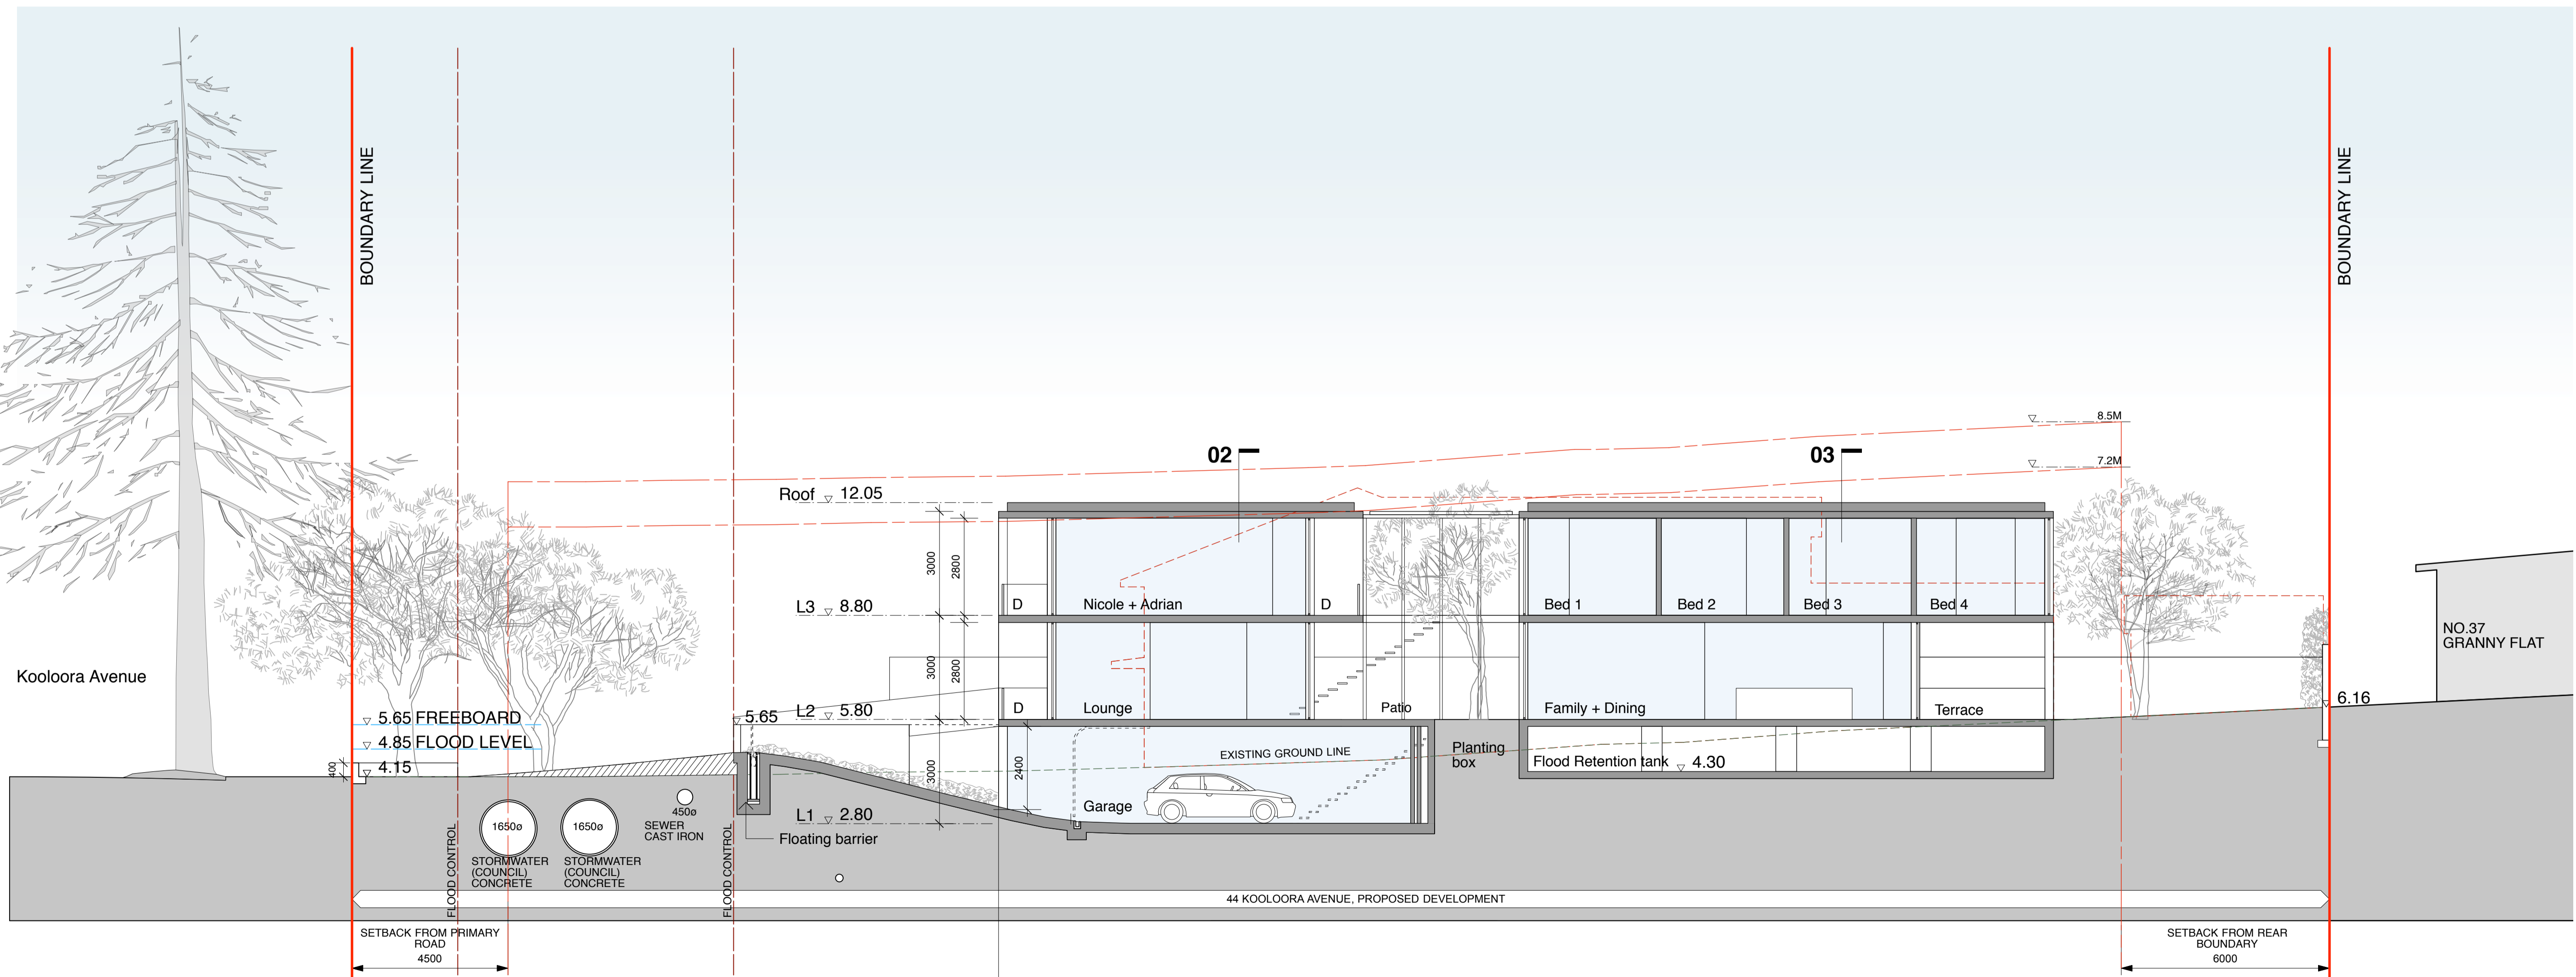 BOUNDARY LINE
BOUNDARY LINE
8.5M
7.2M
02
03
Roof 12.05
3000
2800
L3 8.80
D
Nicole + Adrian
D
Bed 1
Bed 2
Bed 3
Bed 4
NO.37
GRANNY FLAT
Kooloora Avenue
3000
2800
5.65 FREEBOARD
5.65
L2 5.80
D
Lounge
Patio
Family + Dining
Terrace
6.16
4.85 FLOOD LEVEL
400
4.15
3000
2400
EXISTING GROUND LINE
Planting
box
Flood Retention tank 4.30
Garage
L1 2.80
Floating barrier
1650ø
1650ø
450ø
SEWER
CAST IRON
STORMWATER
(COUNCIL)
CONCRETE
STORMWATER
(COUNCIL)
CONCRETE
FLOOD CONTROL
FLOOD CONTROL
44 KOOLOORA AVENUE, PROPOSED DEVELOPMENT
SETBACK FROM PRIMARY
ROAD
4500
SETBACK FROM REAR
BOUNDARY
6000